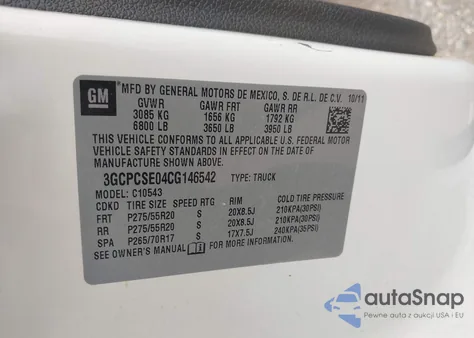 GM
MFD BY GENERAL MOTORS DE MEXICO, S. DE R.L. DE C.V. 10/11
GVWR GAWR FRT GAWR RR
3085 KG 1656 KG 1792 KG
6800 LB 3650 LB 3950 LB
THIS VEHICLE CONFORMS TO ALL APPLICABLE U.S. FEDERAL MOTOR
VEHICLE SAFETY STANDARDS IN EFFECT ON THE DATE OF
MANUFACTURE SHOWN ABOVE.
3GCPCSE04CG146542 TYPE: TRUCK
MODEL: C10543
CDKD TIRE SIZE SPEED RTG RIM COLD TIRE PRESSURE
FRT P275/55R20 S 20X8.5J 210KPA(30PSI)
RR P275/55R20 S 20X8.5J 210KPA(30PSI)
SPA P265/70R17 S 17X7.5J 240KPA(35PSI)
SEE OWNER'S MANUAL FOR MORE INFORMATION.
autoSnap
Pewne auta z aukcji USA i EU